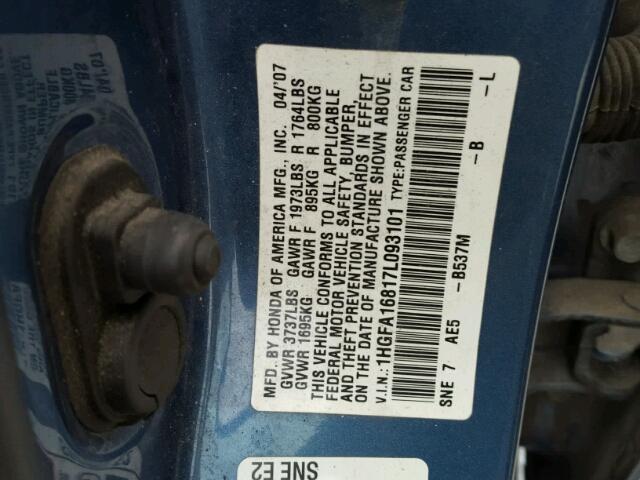 MFD. BY HONDA OF AMERICA MFG., INC. 04/'07
GVWR 3737LBS GAWR F 1973LBS R 1764LBS
GVWR 1695KG GAWR F 895KG R 800KG
THIS VEHICLE CONFORMS TO ALL APPLICABLE
FEDERAL MOTOR VEHICLE SAFETY, BUMPER,
AND THEFT PREVENTION STANDARDS IN EFFECT
ON THE DATE OF MANUFACTURE SHOWN ABOVE.
V.I.N.: 1HGFA16817L093101 TYPE:PASSENGER CAR
SNE 7 AE5 -B537M -B -L
SNE E2